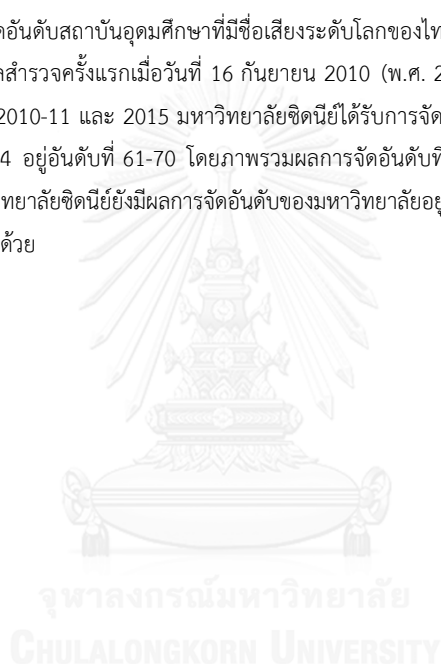 ดอันดับสถาบันอุดมศึกษาที่มีชื่อเสียงระดับโลกของไท
ลสำรวจครั้งแรกเมื่อวันที่ 16 กันยายน 2010 (พ.ศ. 2
2010-11 และ 2015 มหาวิทยาลัยซิดนีย์ได้รับการจัด
4 อยู่อันดับที่ 61-70 โดยภาพรวมผลการจัดอันดับที
ทยาลัยซิดนีย์ยังมีผลการจัดอันดับของมหาวิทยาลัยอยู
ด้วย
จุฬาลงกรณ์มหาวิทยาลัย
CHULALONGKORN UNIVERSITY